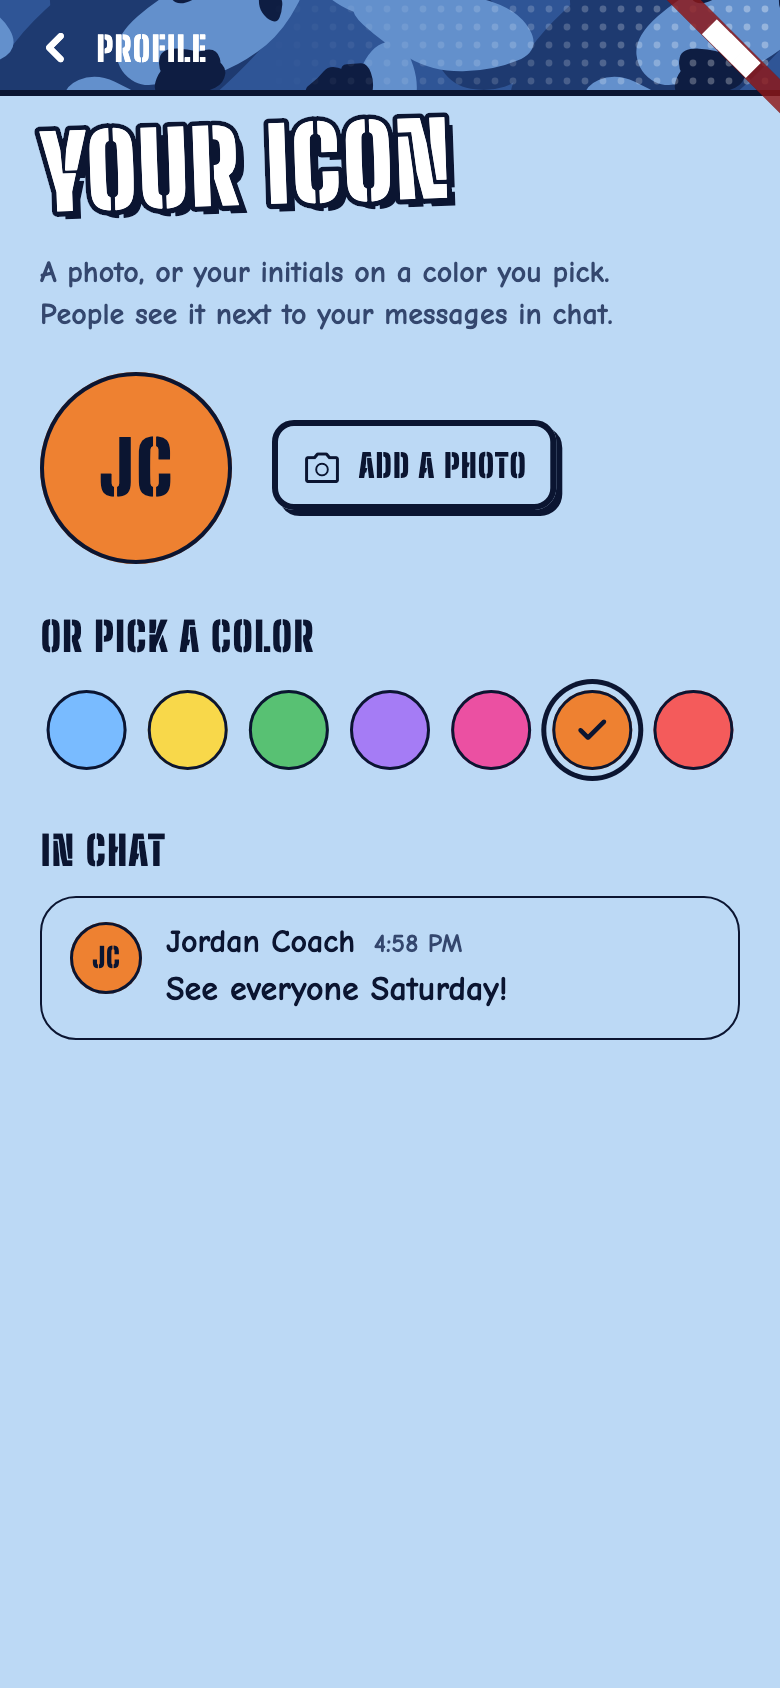 PROFILE
YOUR ICON
A photo, or your initials on a color you pick.
People see it next to your messages in chat.
JC
ADD A PHOTO
OR PICK A COLOR
IN CHAT
JC
Jordan Coach 4:58 PM
See everyone Saturday!